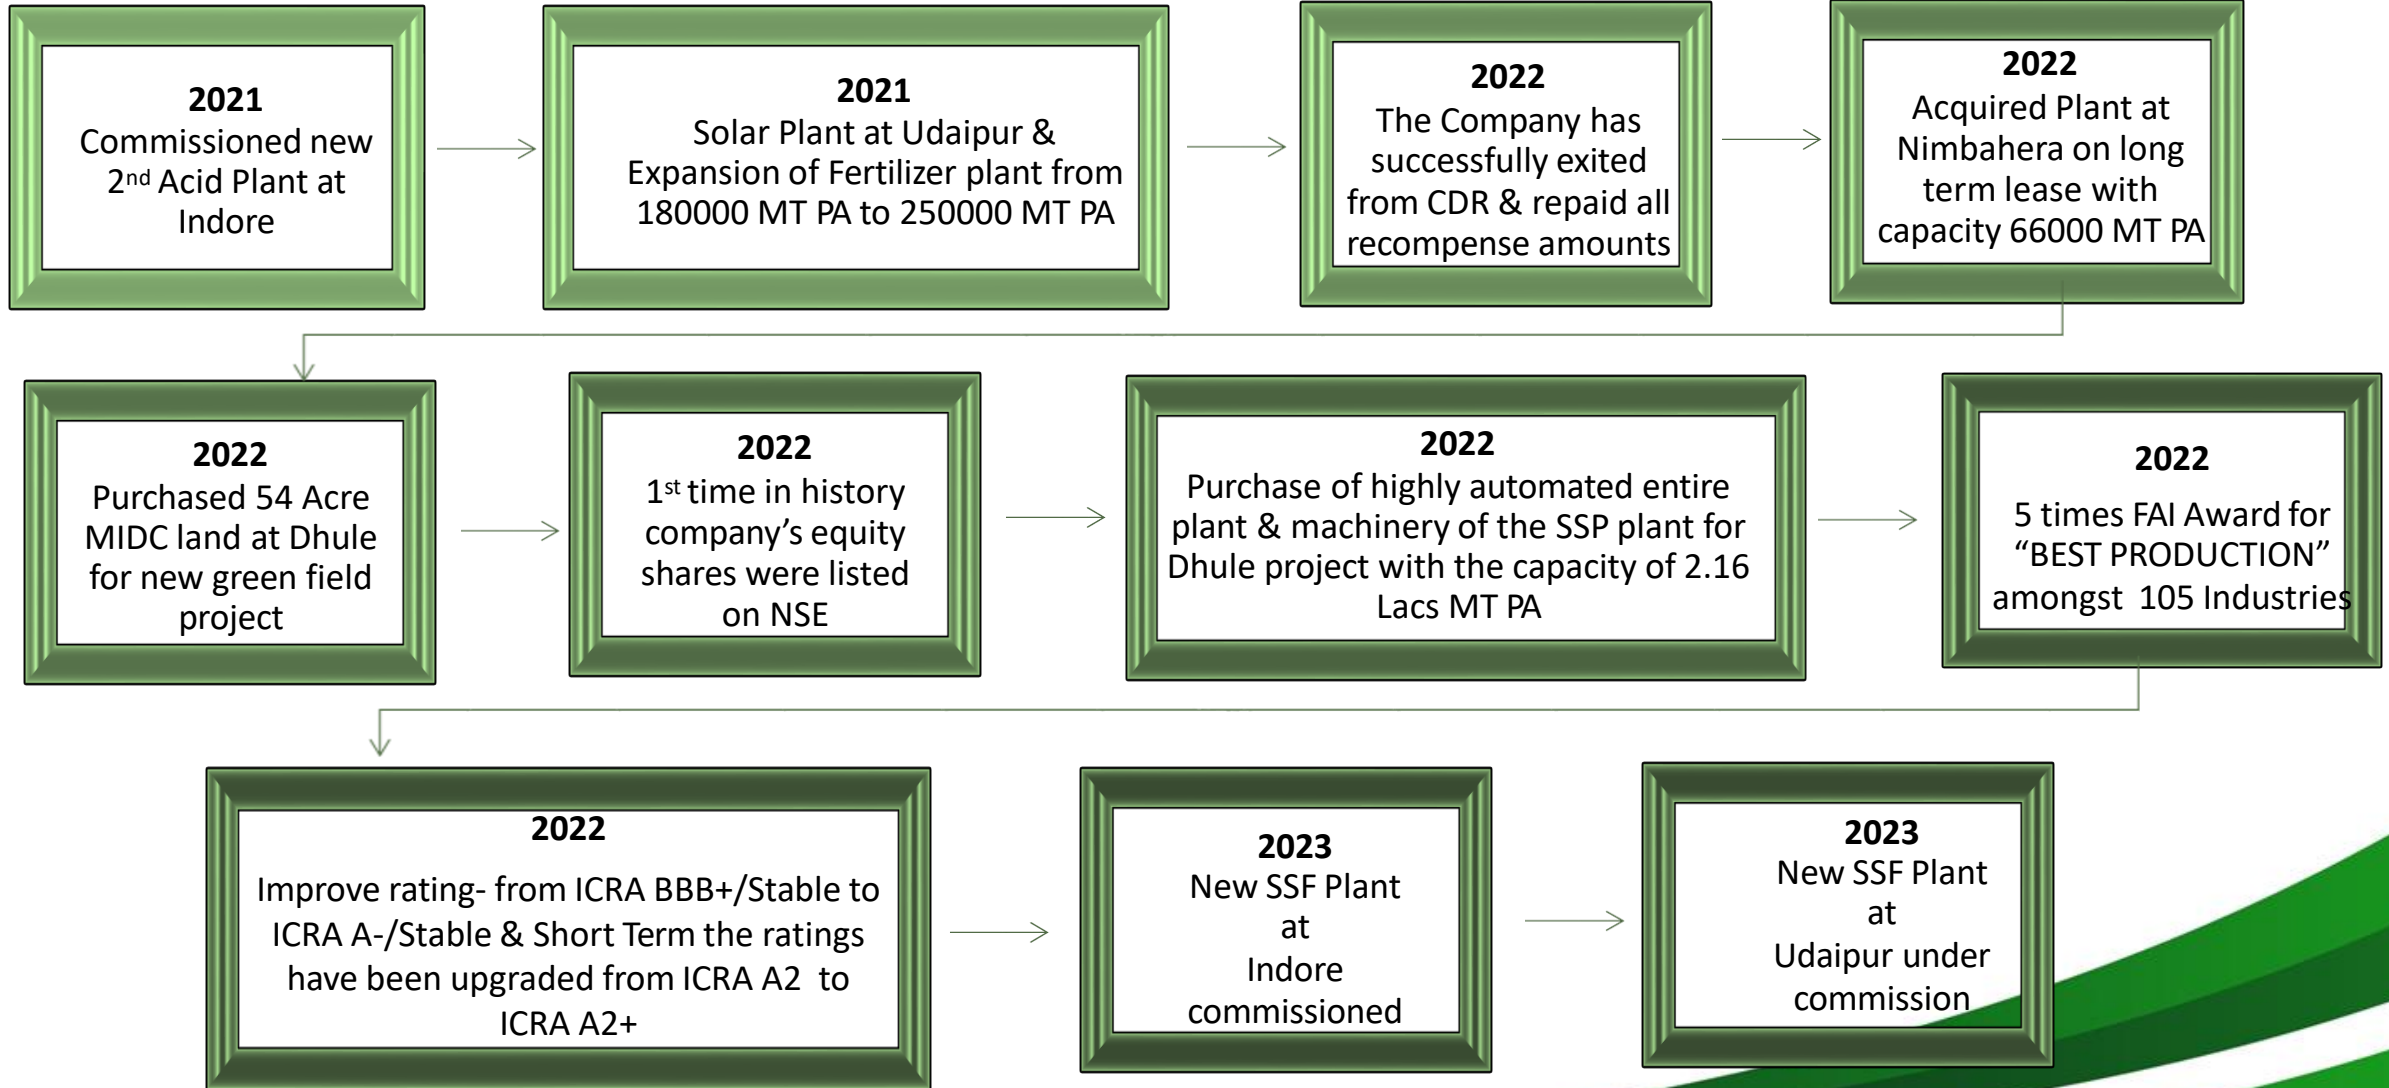 2021
Commissioned new
2nd Acid Plant at
Indore
2021
Solar Plant at Udaipur &
Expansion of Fertilizer plant from
180000 MT PA to 250000 MT PA
2022
The Company has
successfully exited
from CDR & repaid all
recompense amounts
2022
Acquired Plant at
Nimbahera on long
term lease with
capacity 66000 MT PA
2022
Purchased 54 Acre
MIDC land at Dhule
for new green field
project
2022
1st time in history
company’s equity
shares were listed
on NSE
2022
Purchase of highly automated entire
plant & machinery of the SSP plant for
Dhule project with the capacity of 2.16
Lacs MT PA
2022
5 times FAI Award for
“BEST PRODUCTION”
amongst 105 Industries
2022
Improve rating- from ICRA BBB+/Stable to
ICRA A-/Stable & Short Term the ratings
have been upgraded from ICRA A2 to
ICRA A2+
2023
New SSF Plant
at
Indore
commissioned
2023
New SSF Plant
at
Udaipur under
commission